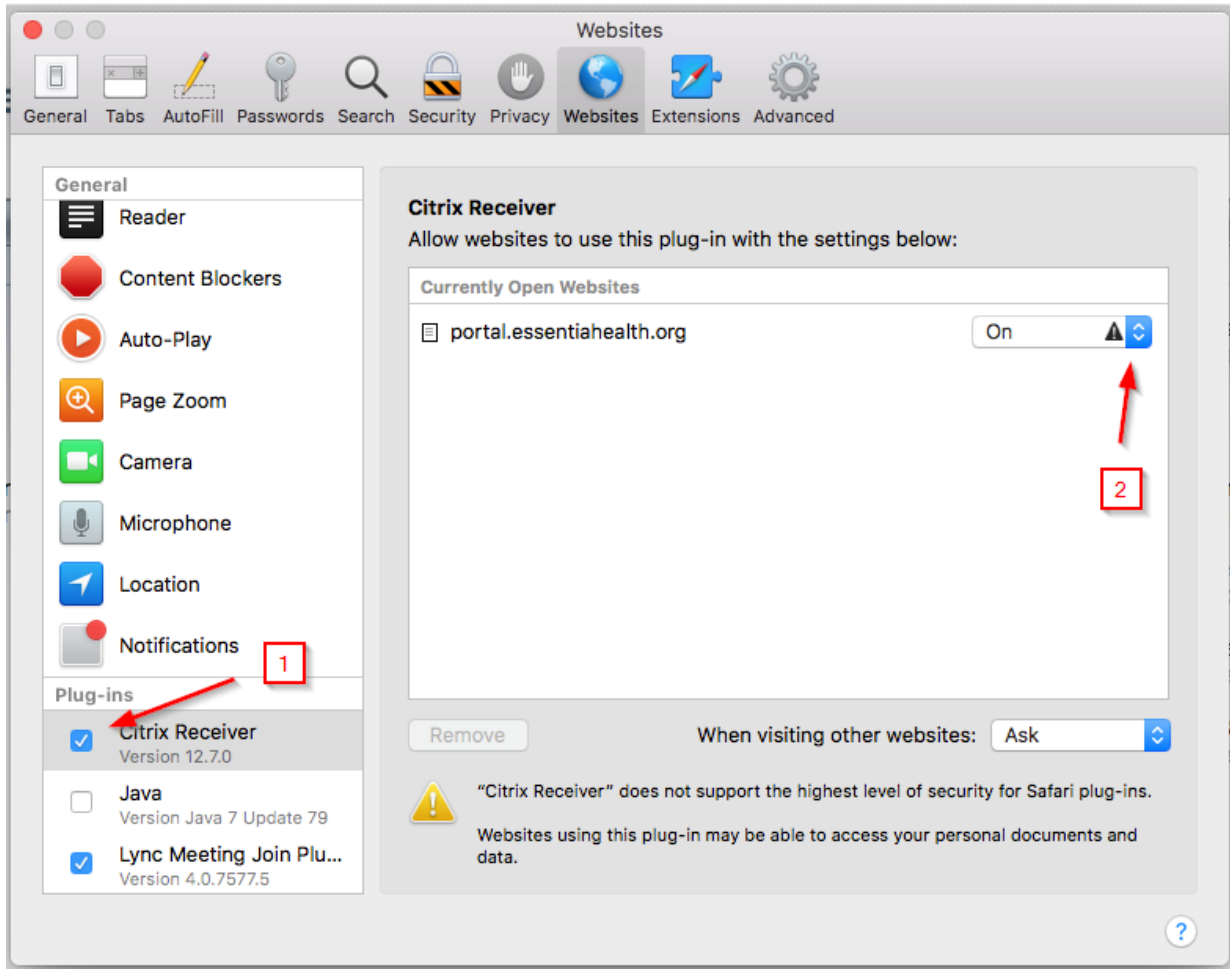 Websites
General Tabs AutoFill Passwords Search Security Privacy Websites Extensions Advanced
General
Reader
Content Blockers
Auto-Play
Page Zoom
Camera
Microphone
Location
Notifications
1
Plug-ins
Citrix Receiver
Version 12.7.0
Java
Version Java 7 Update 79
Lync Meeting Join Plu...
Version 4.0.7577.5
Citrix Receiver
Allow websites to use this plug-in with the settings below:
Currently Open Websites
portal.essentiahealth.org On
2
Remove When visiting other websites: Ask
“Citrix Receiver” does not support the highest level of security for Safari plug-ins.
Websites using this plug-in may be able to access your personal documents and
data.
?